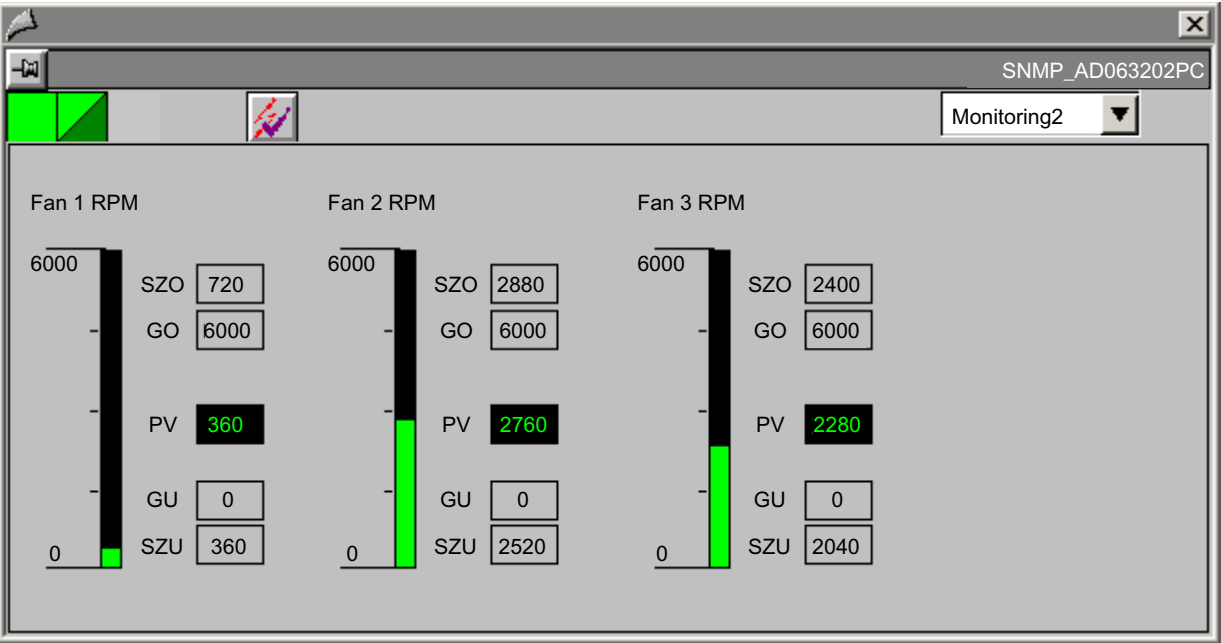 SNMP_AD063202PC
Monitoring2
Fan 1 RPM Fan 2 RPM Fan 3 RPM
6000 6000 6000
SZO 720 SZO 2880 SZO 2400
GO 6000 GO 6000 GO 6000
PV 360 PV 2760 PV 2280
GU 0 GU 0 GU 0
0 SZU 360 0 SZU 2520 0 SZU 2040